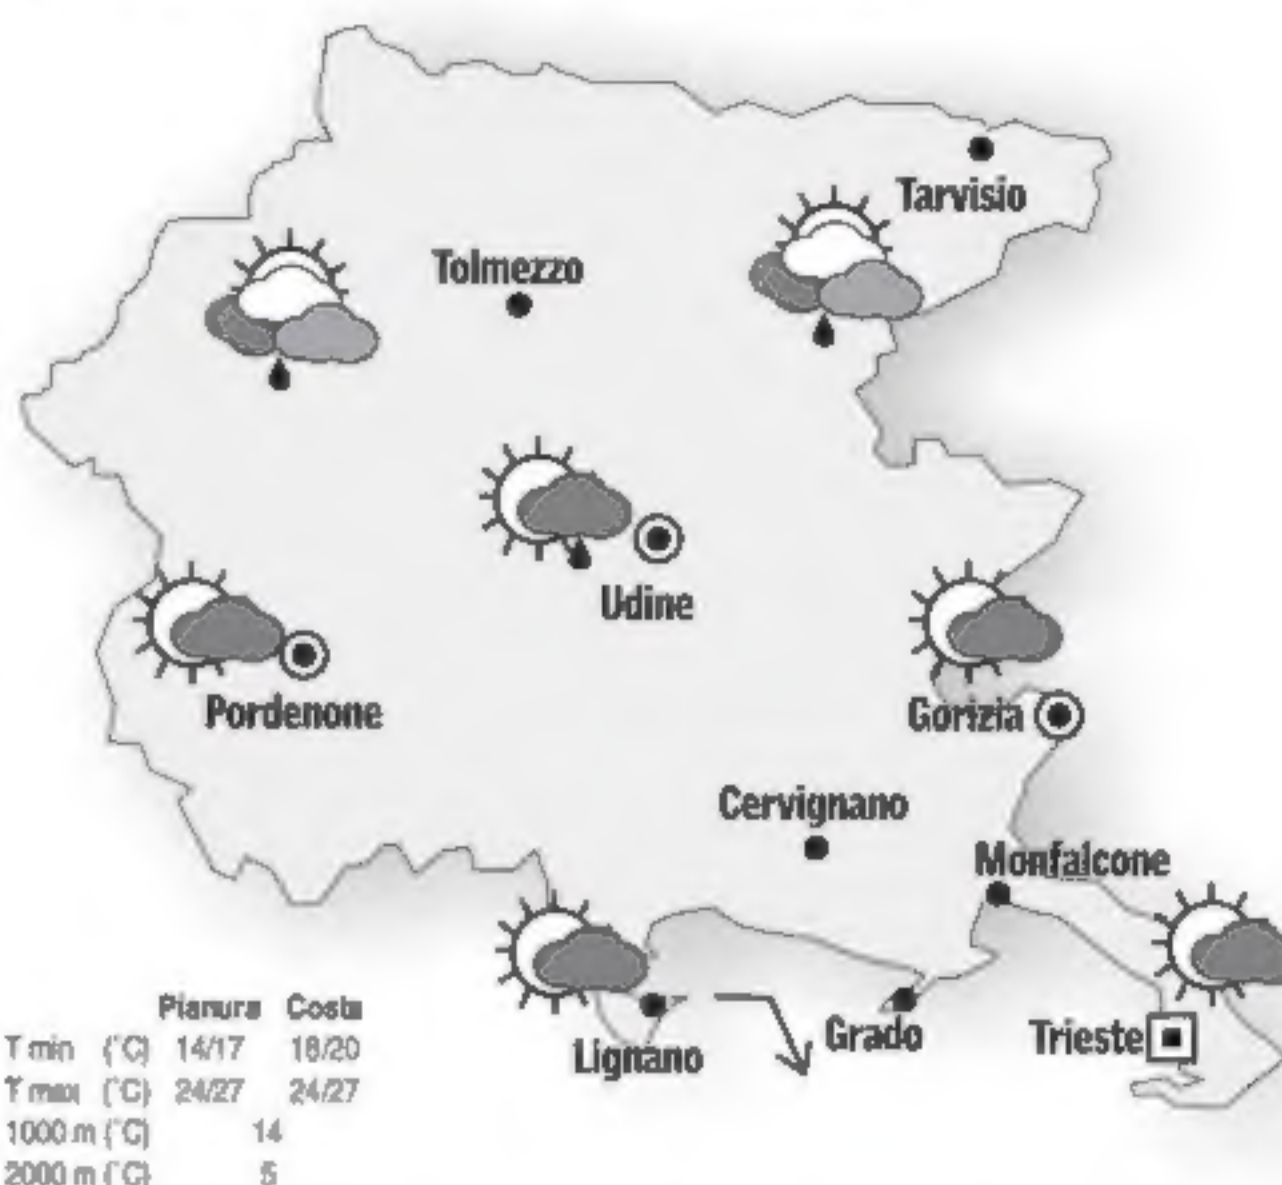 Tarvisio
Tolmezzo
Udine
Pordenone
Gorizia
Cervignano
Monfalcone
Lignano
Grado
Trieste
Pianura Costa
T min (°C) 14/17 18/20
T max (°C) 24/27 24/27
1000 m (°C) 14
2000 m (°C) 5